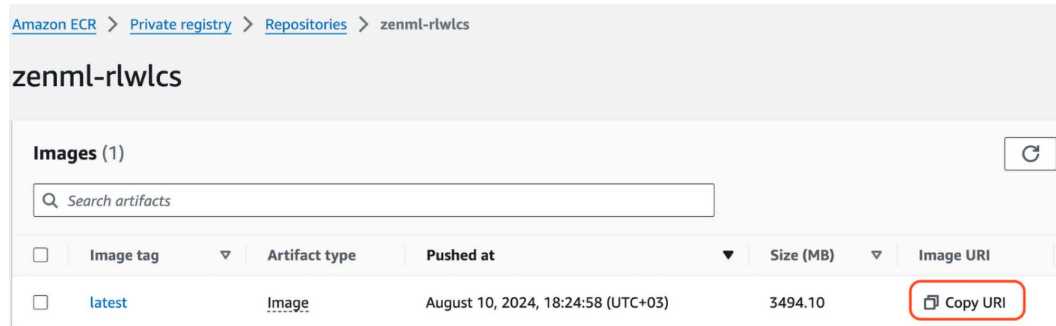 Amazon ECR > Private registry > Repositories > zenml-rlwlcs
zenml-rlwlcs
Images (1)
Search artifacts
Image tag Artifact type Pushed at Size (MB) Image URI
latest Image August 10, 2024, 18:24:58 (UTC+03) 3494.10 Copy URI